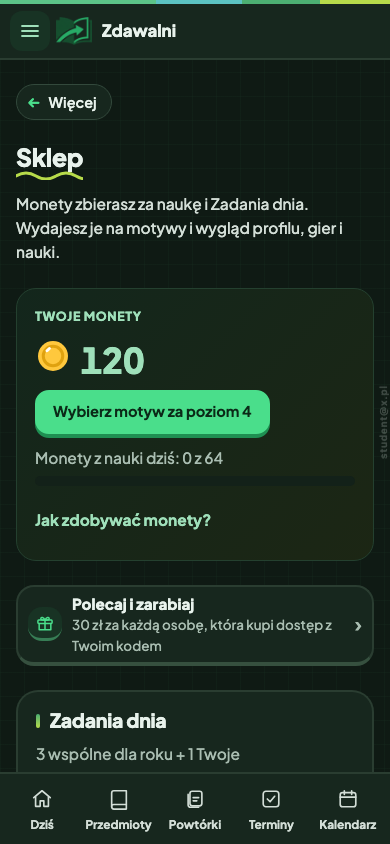 Zdawalni
Więcej
Sklep
Monety zbierasz za naukę i Zadania dnia.
Wydajesz je na motywy i wygląd profilu, gier i
nauki.
TWOJE MONETY
120
Wybierz motyw za poziom 4
Monety z nauki dziś: 0 z 64
Jak zdobywać monety?
student@x.pl
Polecaj i zarabiaj
30 zł za każdą osobę, która kupi dostęp z
Twoim kodem
Zadania dnia
3 wspólne dla roku + 1 Twoje
Dziś
Przedmioty
Powtórki
Terminy
Kalendarz